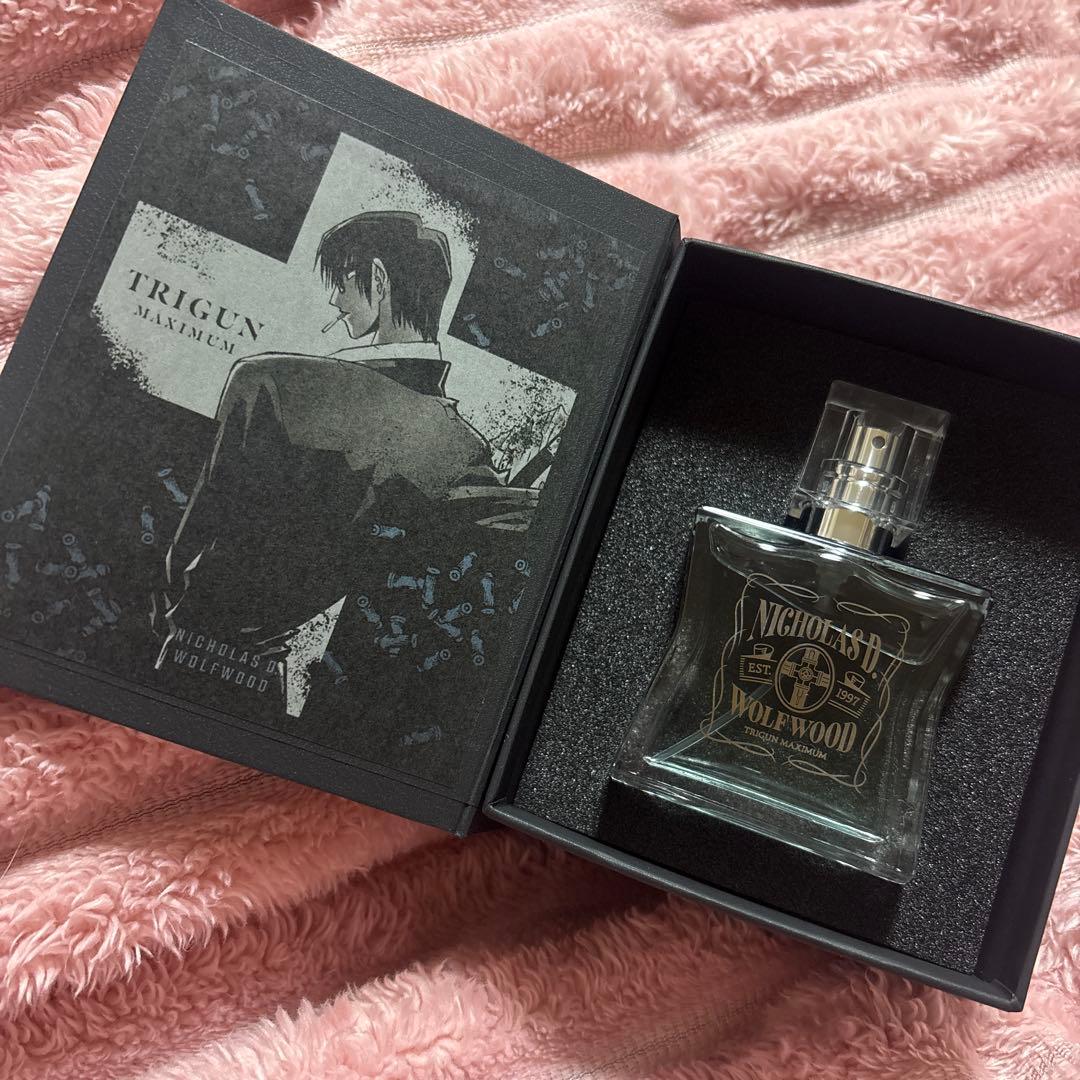 TRIGUN
MAXIMUM
NICHOLAS D.
WOLFWOOD
NICHOLAS D.
EST. 1997
WOLFWOOD
TRIGUN MAXIMUM